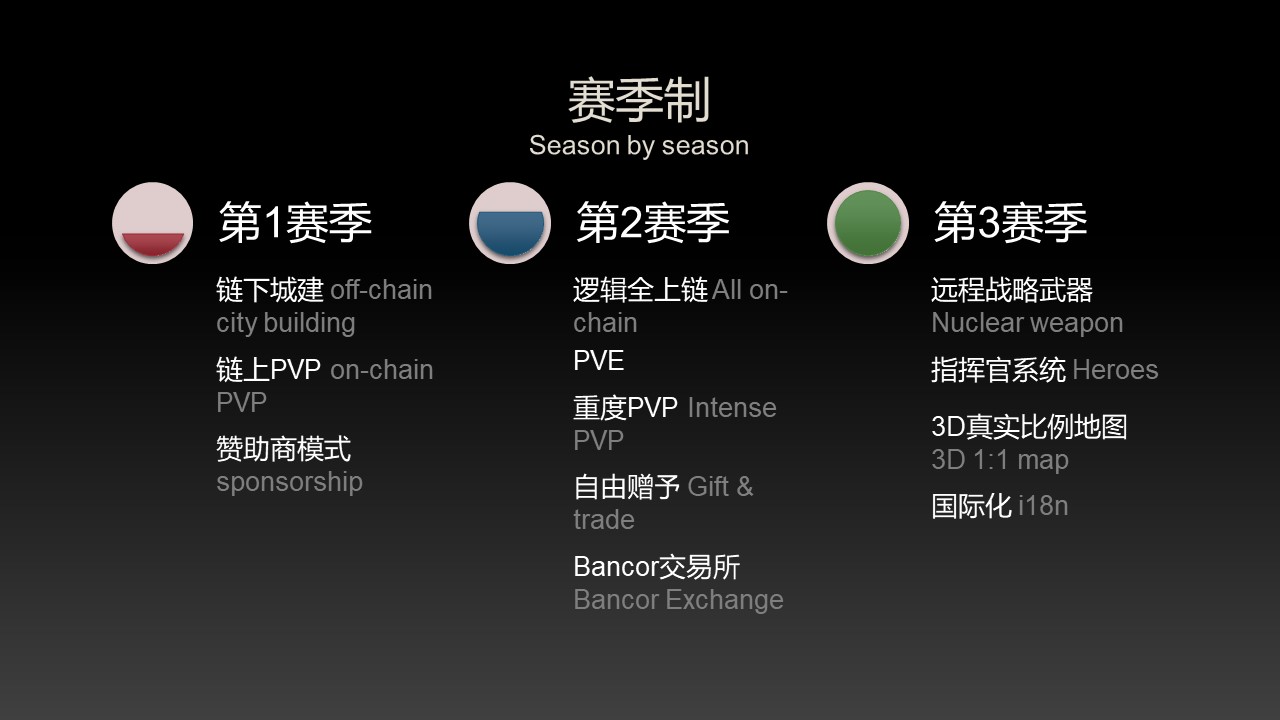 赛季制
Season by season
第1赛季
链下城建 off-chain
city building
链上PVP on-chain
PVP
赞助商模式
sponsorship
第2赛季
逻辑全上链 All on-
chain
PVE
重度PVP Intense
PVP
自由赠予 Gift &
trade
Bancor交易所
Bancor Exchange
第3赛季
远程战略武器
Nuclear weapon
指挥官系统 Heroes
3D真实比例地图
3D 1:1 map
国际化 i18n